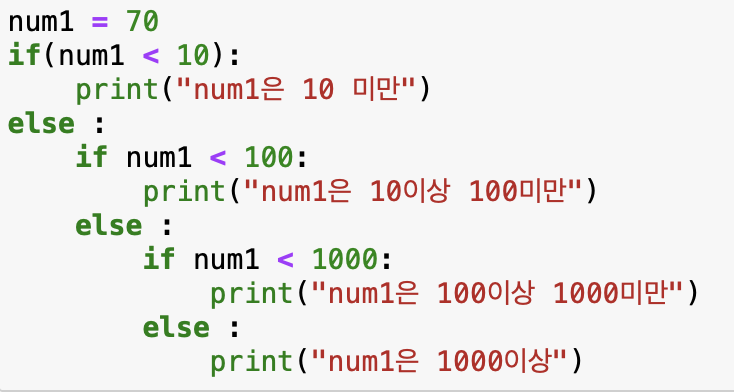 num1 = 70
if(num1 < 10):
    print("num1은 10 미만")
else :
    if num1 < 100:
        print("num1은 10이상 100미만")
    else :
        if num1 < 1000:
            print("num1은 100이상 1000미만")
        else :
            print("num1은 1000이상")